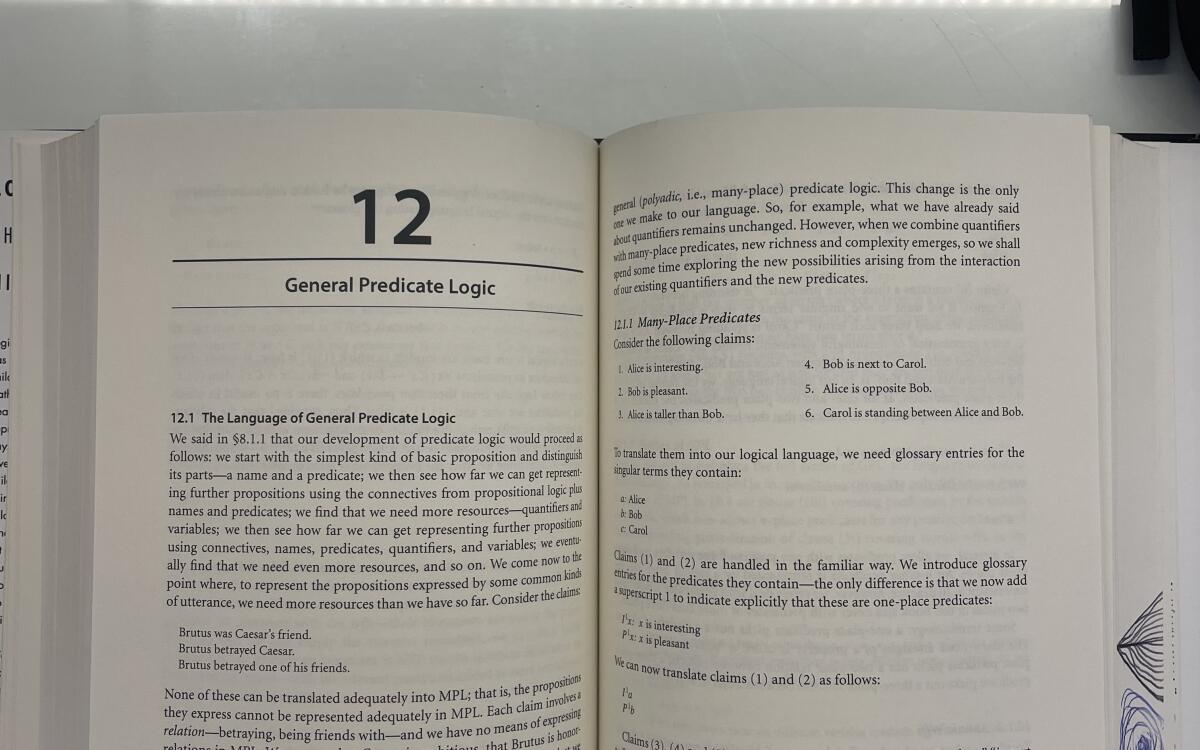 12
General Predicate Logic
12.1 The Language of General Predicate Logic
We said in §8.1.1 that our development of predicate logic would proceed as
follows: we start with the simplest kind of basic proposition and distinguish
its parts—a name and a predicate; we then see how far we can get represent-
ing further propositions using the connectives from propositional logic plus
names and predicates; we find that we need more resources—quantifiers and
variables; we then see how far we can get representing further propositions
using connectives, names, predicates, quantifiers, and variables; we eventu-
ally find that we need even more resources, and so on. We come now to the
point where, to represent the propositions expressed by some common kinds
of utterance, we need more resources than we have so far. Consider the claims:
Brutus was Caesar's friend.
Brutus betrayed Caesar.
Brutus betrayed one of his friends.
None of these can be translated adequately into MPL; that is, the propositions
they express cannot be represented adequately in MPL. Each claim involves a
relation—betraying, being friends with—and we have no means of expressing
that Brutus is honor-
general (polyadic, i.e., many-place) predicate logic. This change is the only
one we make to our language. So, for example, what we have already said
about quantifiers remains unchanged. However, when we combine quantifiers
with many-place predicates, new richness and complexity emerges, so we shall
spend some time exploring the new possibilities arising from the interaction
of our existing quantifiers and the new predicates.
12.1.1 Many-Place Predicates
Consider the following claims:
1. Alice is interesting.
2. Bob is pleasant.
3. Alice is taller than Bob.
4. Bob is next to Carol.
5. Alice is opposite Bob.
6. Carol is standing between Alice and Bob.
To translate them into our logical language, we need glossary entries for the
singular terms they contain:
a: Alice
b: Bob
c: Carol
Claims (1) and (2) are handled in the familiar way. We introduce glossary
entries for the predicates they contain—the only difference is that we now add
a superscript 1 to indicate explicitly that these are one-place predicates:
I¹x: x is interesting
P¹x: x is pleasant
We can now translate claims (1) and (2) as follows:
I¹a
P¹b
Claims (3), (4)